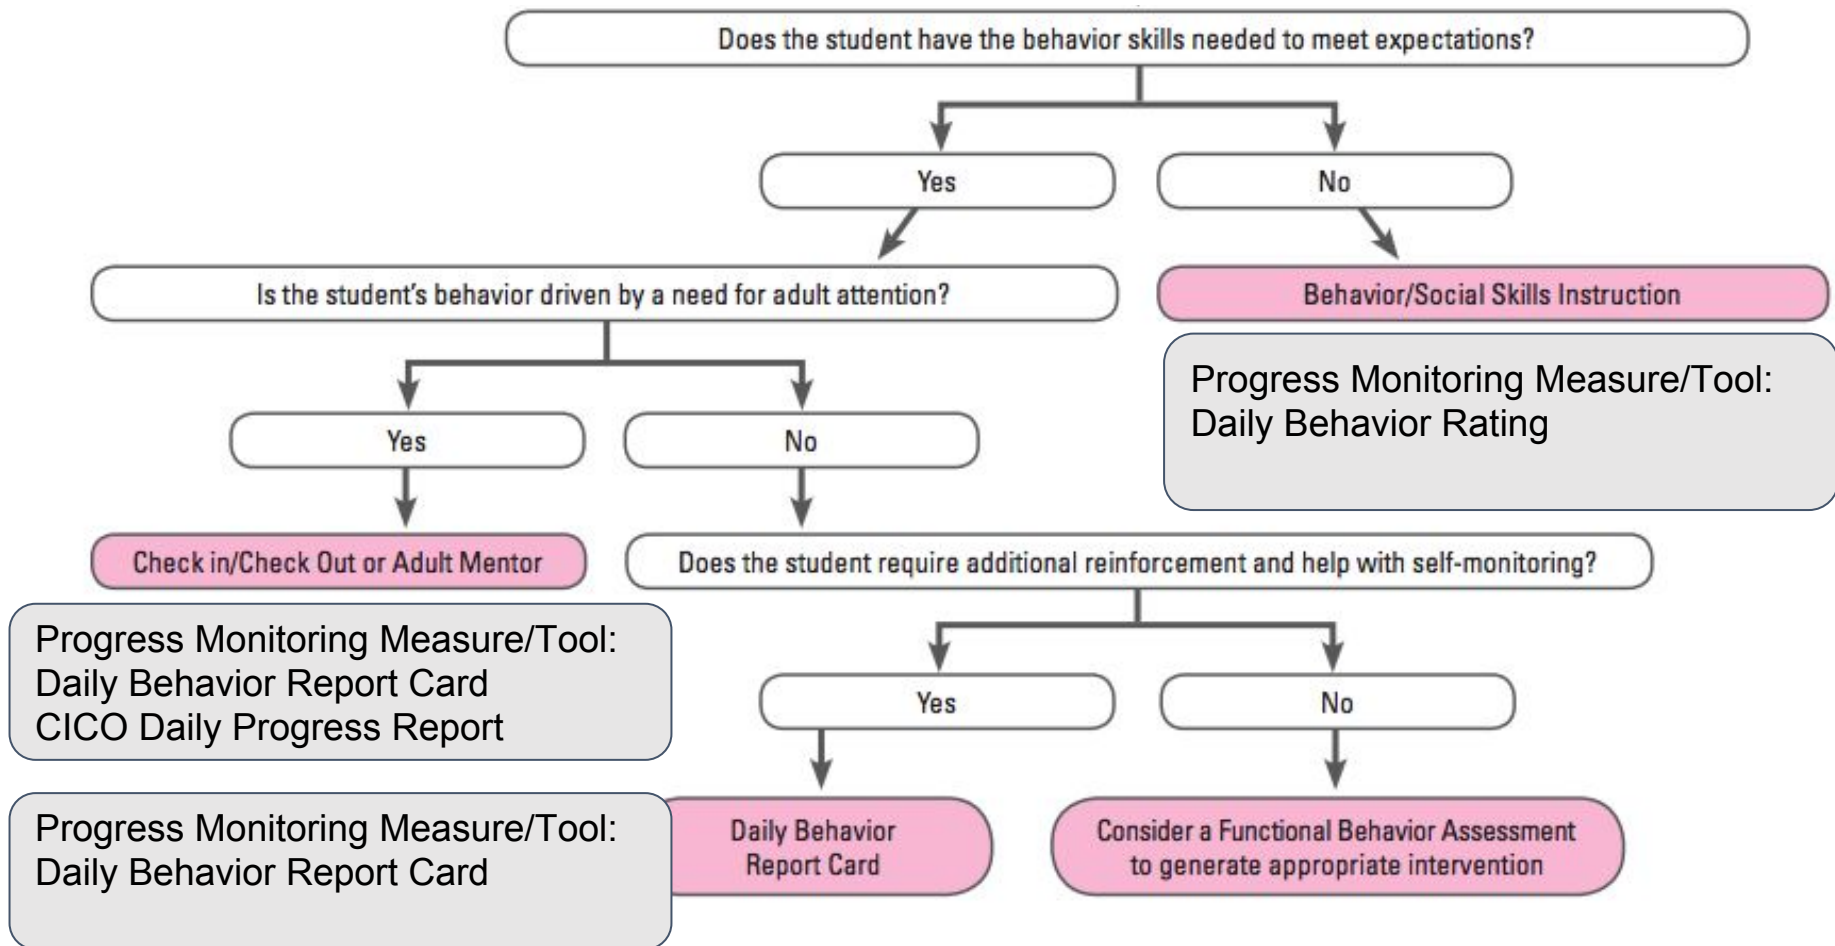 Does the student have the behavior skills needed to meet expectations?
Yes
No
Is the student's behavior driven by a need for adult attention?
Behavior/Social Skills Instruction
Progress Monitoring Measure/Tool:
Daily Behavior Rating
Yes
No
Check in/Check Out or Adult Mentor
Does the student require additional reinforcement and help with self-monitoring?
Progress Monitoring Measure/Tool:
Daily Behavior Report Card
CICO Daily Progress Report
Yes
No
Progress Monitoring Measure/Tool:
Daily Behavior Report Card
Daily Behavior
Report Card
Consider a Functional Behavior Assessment
to generate appropriate intervention